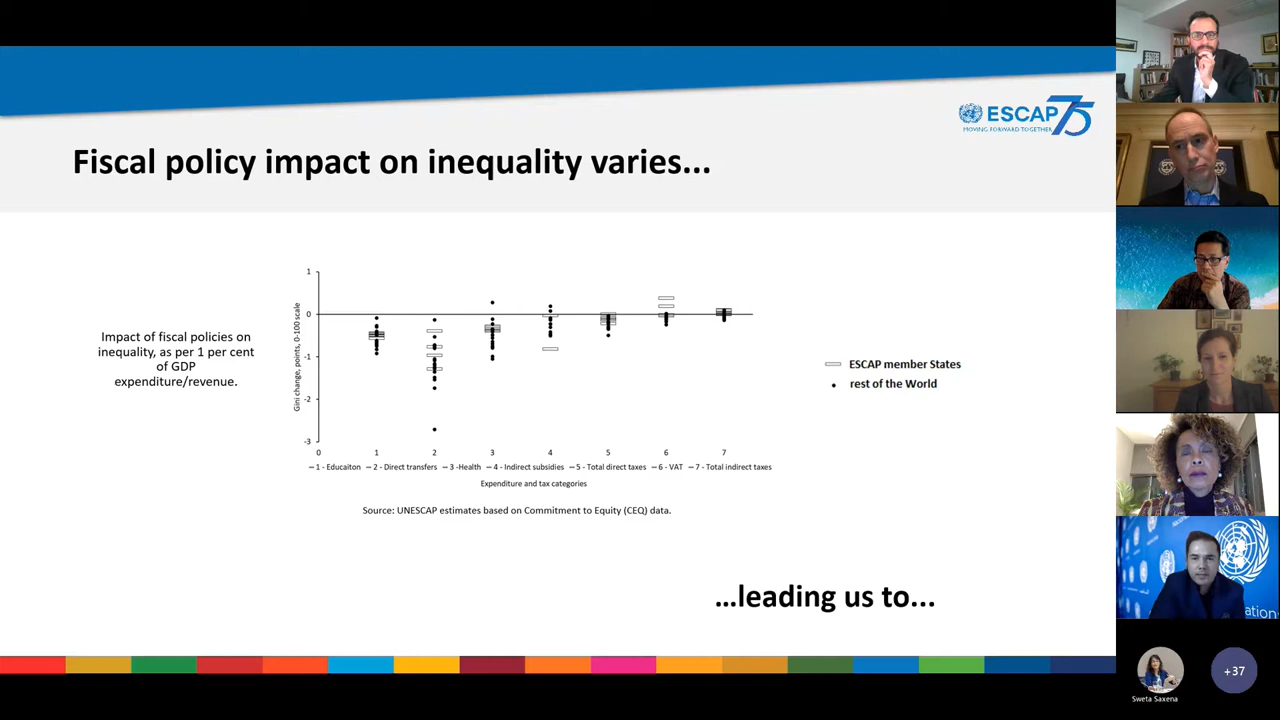 ESCAP 75
MOVING FORWARD TOGETHER
Fiscal policy impact on inequality varies...
Impact of fiscal policies on
inequality, as per 1 per cent
of GDP
expenditure/revenue.
Gini change, points, 0-100 scale
1
0
-1
-2
-3
0 1 2 3 4 5 6 7
1 - Educaiton 2 - Direct transfers 3 -Health 4 - Indirect subsidies 5 - Total direct taxes 6 - VAT 7 - Total indirect taxes
Expenditure and tax categories
ESCAP member States
rest of the World
Source: UNESCAP estimates based on Commitment to Equity (CEQ) data.
...leading us to...
ations
Sweta Saxena
+37